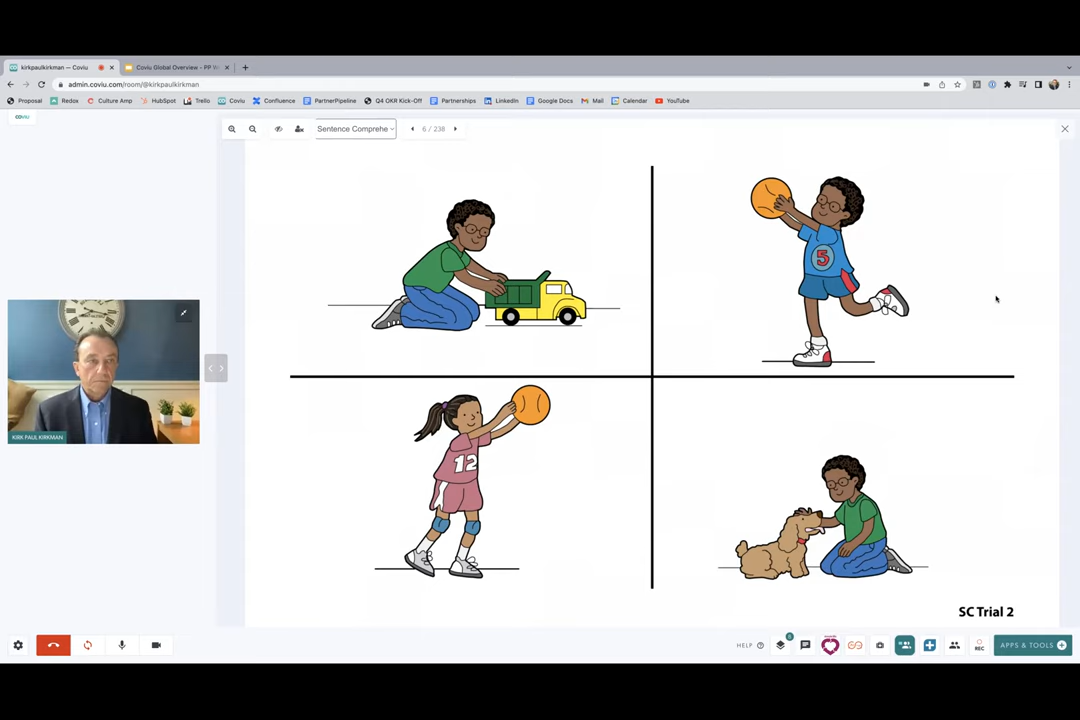 kirkpaulkirkman — Coviu
Coviu Global Overview - PP W
admin.coviu.com/room/@kirkpaulkirkman
Proposal Redox Culture Amp HubSpot Trello Coviu Confluence PartnerPipeline Q4 OKR Kick-Off Partnerships LinkedIn Google Docs Mail Calendar YouTube
coviu
Sentence Comprehe
6 / 238
5
12
KIRK PAUL KIRKMAN
SC Trial 2
HELP
REC
APPS & TOOLS